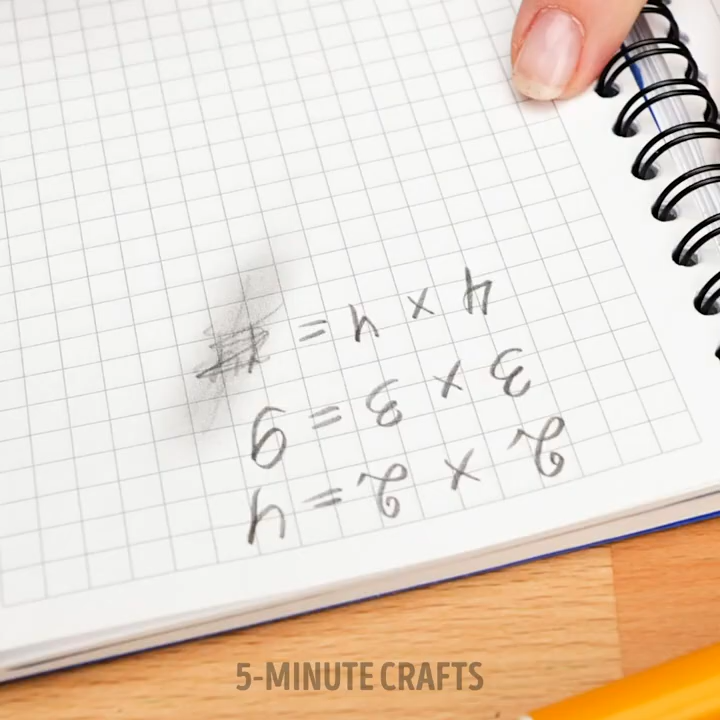 2 x 2 = 4
3 x 3 = 9
4 x 4 =
5-MINUTE CRAFTS